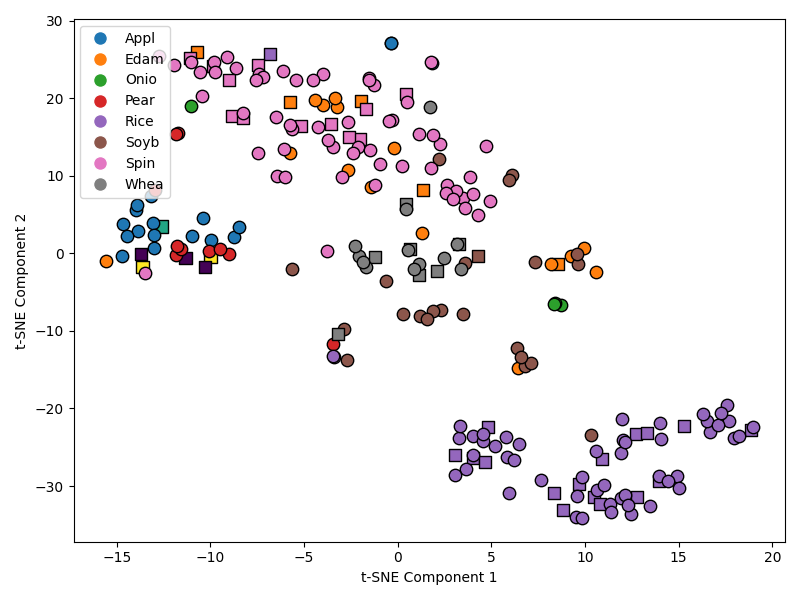 30
20
10
0
−10
−20
−30
t-SNE Component 2
Appl
Edam
Onio
Pear
Rice
Soyb
Spin
Whea
−15
−10
−5
0
5
10
15
20
t-SNE Component 1